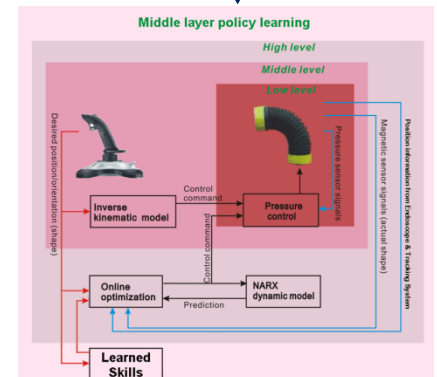 Middle layer policy learning
High level
Middle level
Low level
Desired position/orientation (shape)
Pressure sensor signals
Magnetic sensor signals (actual shape)
Position information from Endoscope & Tracking System
Control
command
Inverse
kinematic model
Pressure
control
Control command
Online
optimization
NARX
dynamic model
Prediction
Learned
Skills